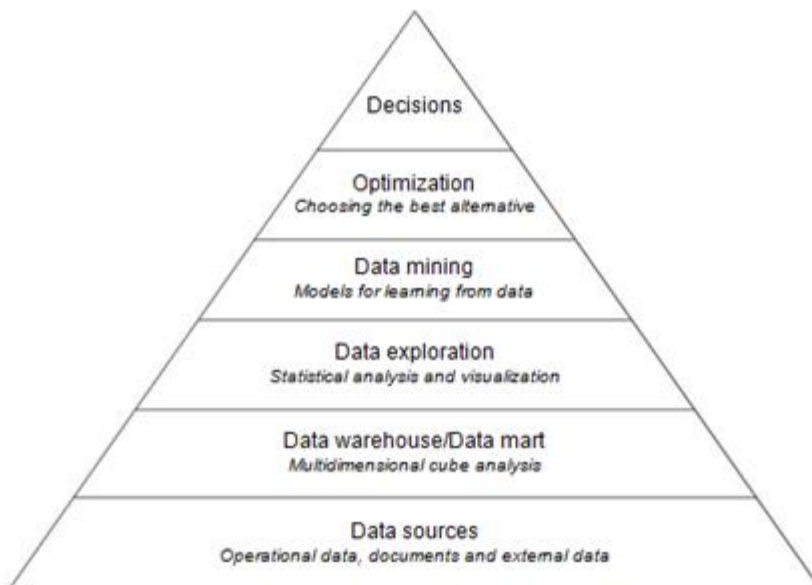 Decisions
Optimization
Choosing the best alternative
Data mining
Models for learning from data
Data exploration
Statistical analysis and visualization
Data warehouse/Data mart
Multidimensional cube analysis
Data sources
Operational data, documents and external data